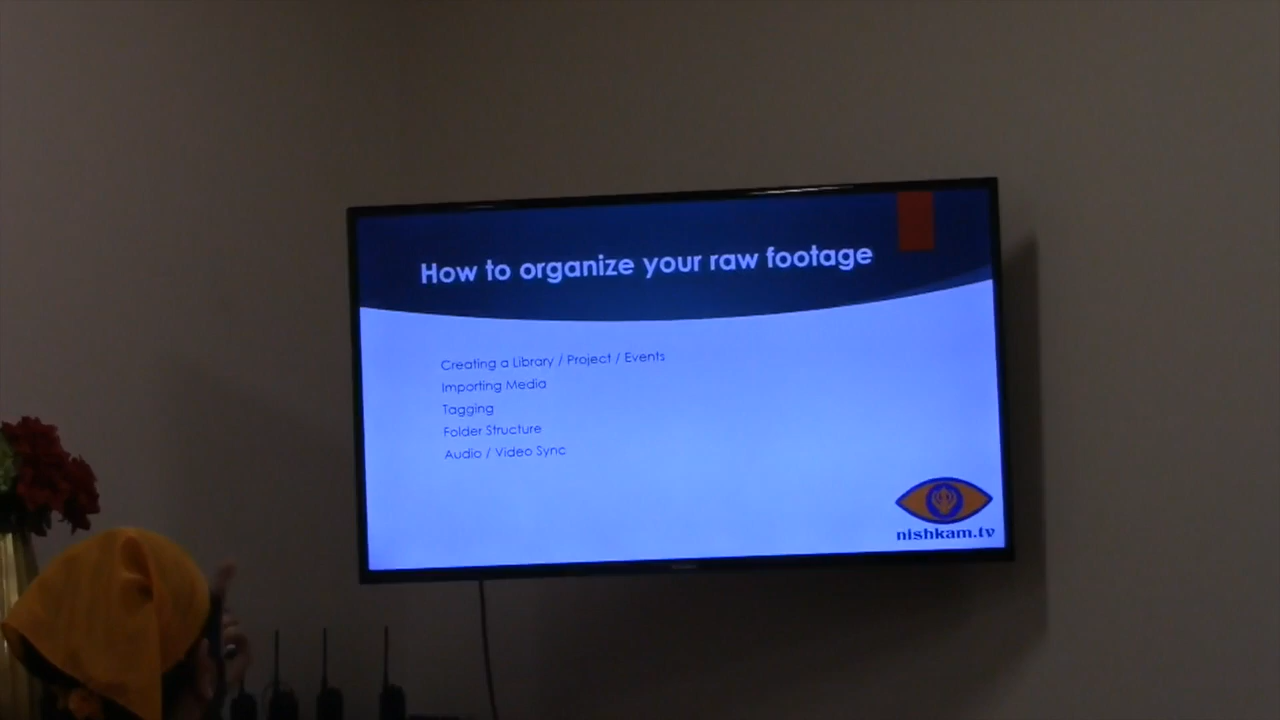 How to organize your raw footage
Creating a Library / Project / Events
Importing Media
Tagging
Folder Structure
Audio / Video Sync
nishkam.tv